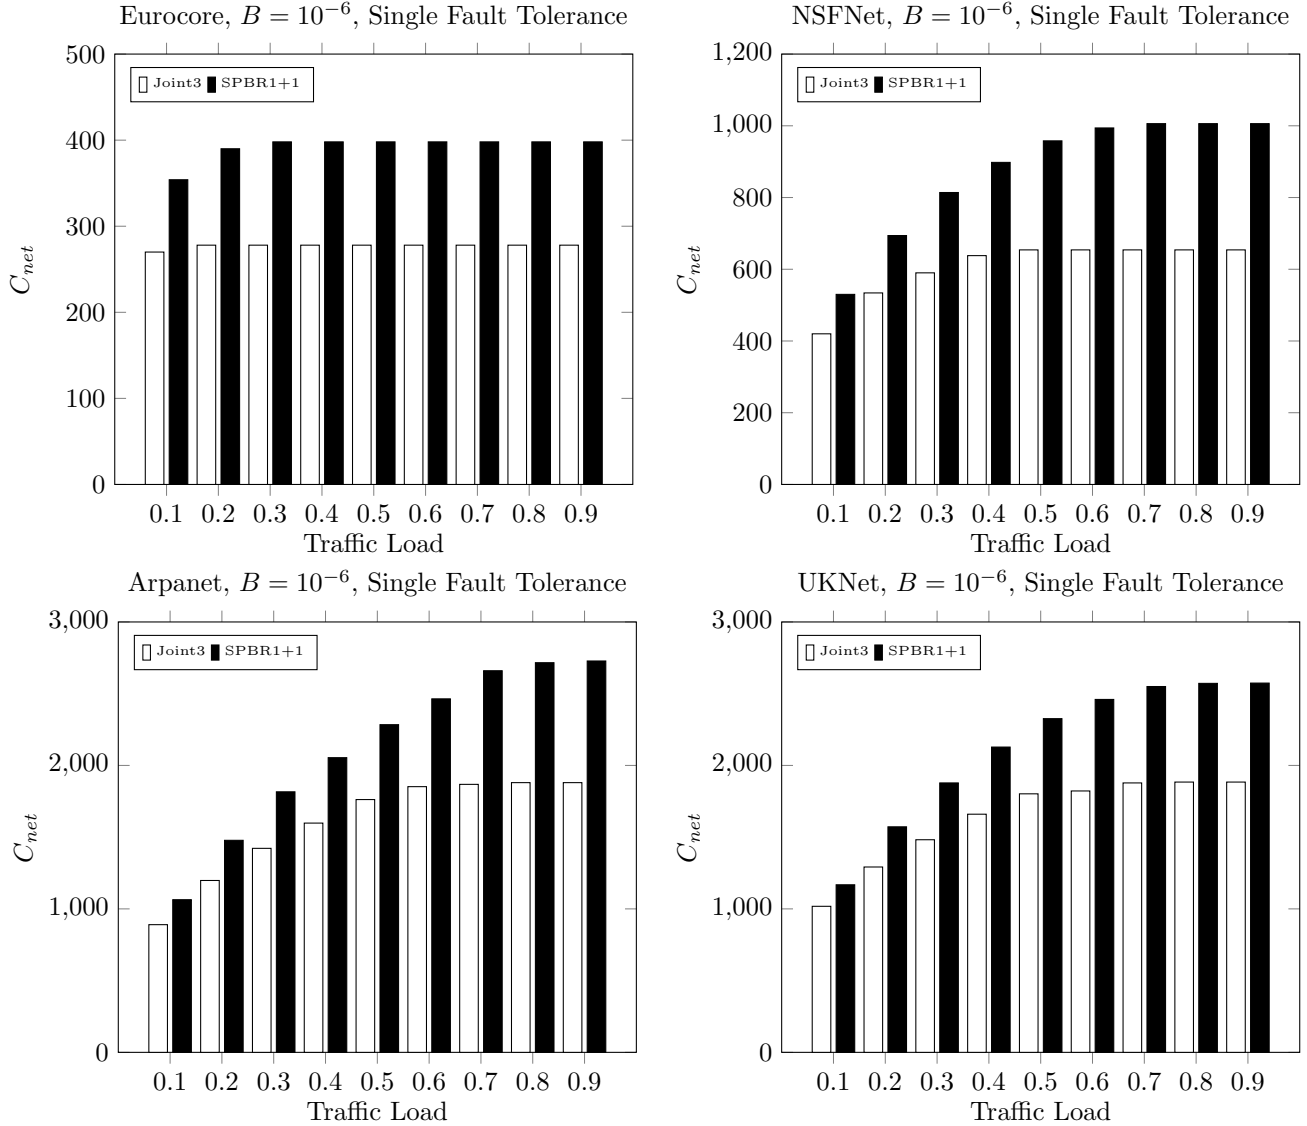 Eurocore, B = 10⁻⁶, Single Fault Tolerance
500
400
300
200
100
0
C_net
Joint3 SPBR1+1
0.1 0.2 0.3 0.4 0.5 0.6 0.7 0.8 0.9
Traffic Load
NSFNet, B = 10⁻⁶, Single Fault Tolerance
1,200
1,000
800
600
400
200
0
C_net
Joint3 SPBR1+1
0.1 0.2 0.3 0.4 0.5 0.6 0.7 0.8 0.9
Traffic Load
Arpanet, B = 10⁻⁶, Single Fault Tolerance
3,000
2,000
1,000
0
C_net
Joint3 SPBR1+1
0.1 0.2 0.3 0.4 0.5 0.6 0.7 0.8 0.9
Traffic Load
UKNet, B = 10⁻⁶, Single Fault Tolerance
3,000
2,000
1,000
0
C_net
Joint3 SPBR1+1
0.1 0.2 0.3 0.4 0.5 0.6 0.7 0.8 0.9
Traffic Load